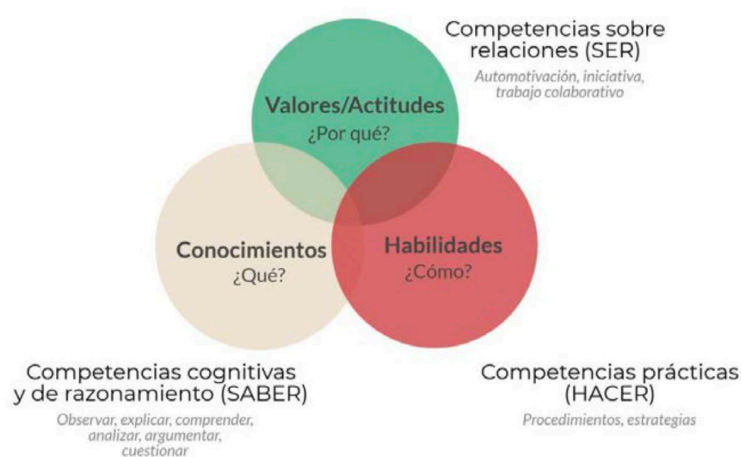 Competencias sobre
relaciones (SER)
Automotivación, iniciativa,
trabajo colaborativo
Valores/Actitudes
¿Por qué?
Conocimientos
¿Qué?
Habilidades
¿Cómo?
Competencias cognitivas
y de razonamiento (SABER)
Observar, explicar, comprender,
analizar, argumentar,
cuestionar
Competencias prácticas
(HACER)
Procedimientos, estrategias